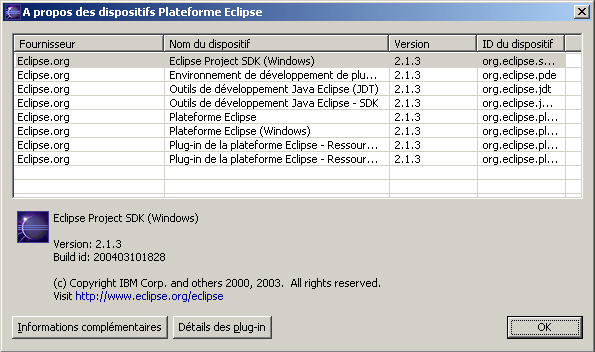 A propos des dispositifs Plateforme Eclipse
Fournisseur Nom du dispositif Version ID du dispositif
Eclipse.org Eclipse Project SDK (Windows) 2.1.3 org.eclipse.s...
Eclipse.org Environnement de développement de plu... 2.1.3 org.eclipse.pde
Eclipse.org Outils de développement Java Eclipse (JDT) 2.1.3 org.eclipse.jdt
Eclipse.org Outils de développement Java Eclipse - SDK 2.1.3 org.eclipse.j...
Eclipse.org Plateforme Eclipse 2.1.3 org.eclipse.pl...
Eclipse.org Plateforme Eclipse (Windows) 2.1.3 org.eclipse.pl...
Eclipse.org Plug-in de la plateforme Eclipse - Ressour... 2.1.3 org.eclipse.pl...
Eclipse.org Plug-in de la plateforme Eclipse - Ressour... 2.1.3 org.eclipse.pl...
Eclipse Project SDK (Windows)
Version: 2.1.3
Build id: 200403101828
(c) Copyright IBM Corp. and others 2000, 2003.  All rights reserved.
Visit http://www.eclipse.org/eclipse
Informations complémentaires Détails des plug-in OK